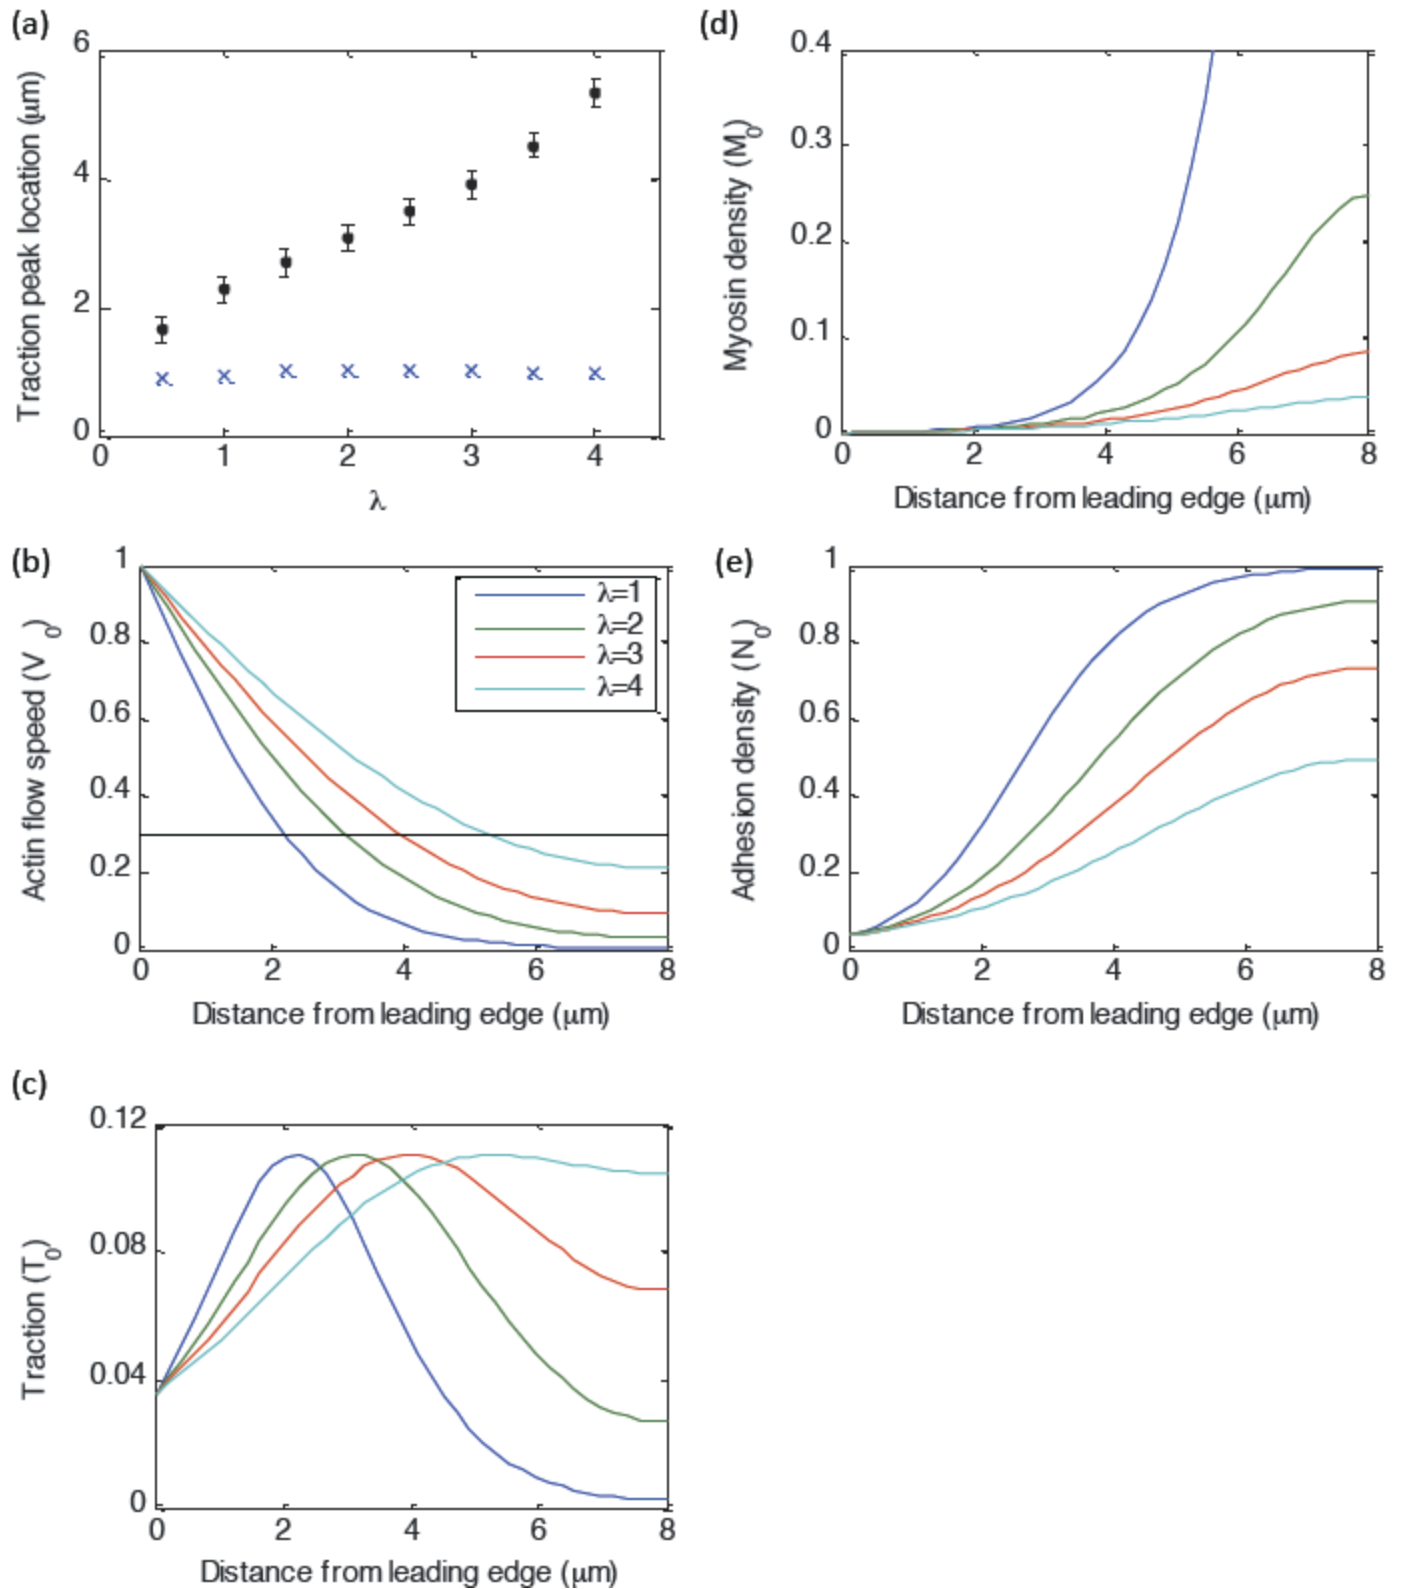 (a)
6
4
2
0
Traction peak location (μm)
0 1 2 3 4
λ
(d)
0.4
0.3
0.2
0.1
0
Myosin density (M0)
0 2 4 6 8
Distance from leading edge (μm)
(b)
1
0.8
0.6
0.4
0.2
0
Actin flow speed (V 0)
λ=1
λ=2
λ=3
λ=4
0 2 4 6 8
Distance from leading edge (μm)
(e)
1
0.8
0.6
0.4
0.2
0
Adhesion density (N0)
0 2 4 6 8
Distance from leading edge (μm)
(c)
0.12
0.08
0.04
0
Traction (T0)
0 2 4 6 8
Distance from leading edge (μm)